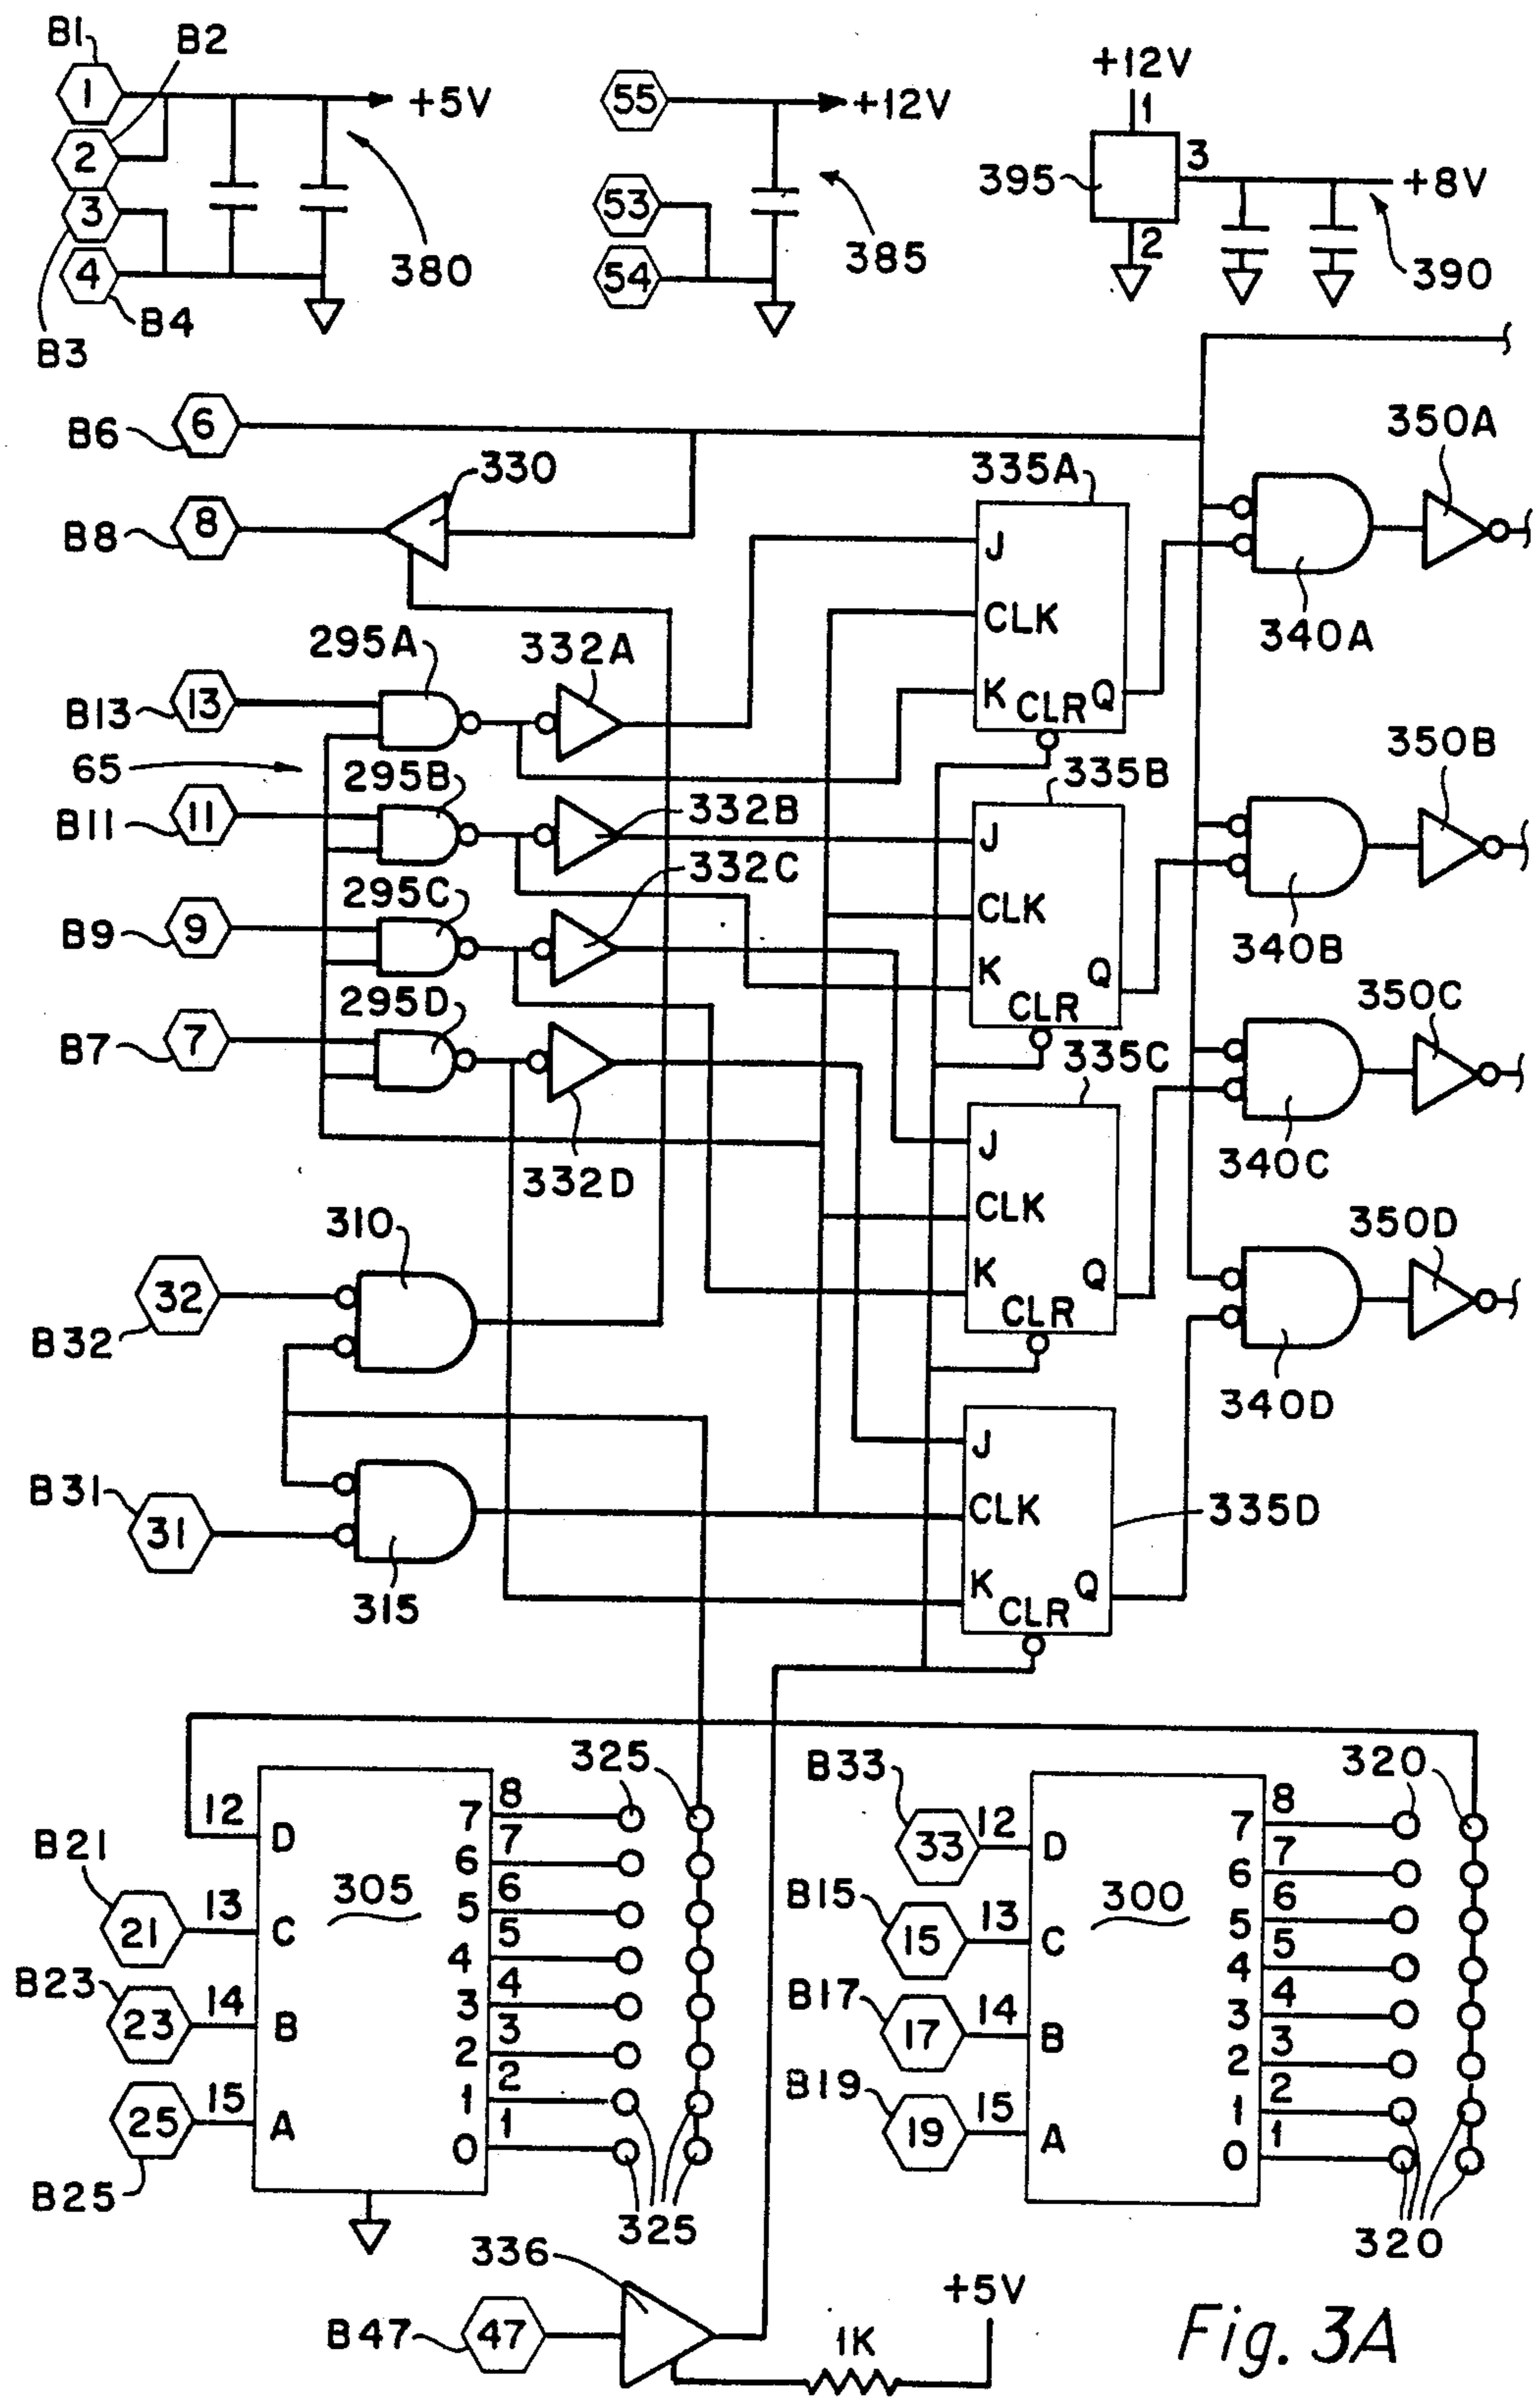 B1
B2
1
+5V
2
3
4
B3
B4
380
55
+12V
53
54
385
+12V
1
395
3
+8V
2
390
B6
6
B8
8
330
335A
350A
J
CLK
K
CLR
Q
340A
295A
332A
B13
13
65
295B
332B
335B
350B
B11
11
J
CLK
K
CLR
Q
340B
332C
295C
B9
9
295D
335C
350C
B7
7
332D
J
CLK
K
CLR
Q
340C
310
350D
32
B32
340D
B31
31
315
J
CLK
K
CLR
Q
335D
325
B33
320
12
D
7
8
B21
6
7
33
12
D
7
8
6
7
305
300
21
13
C
5
6
B15
15
13
C
5
6
4
5
4
5
B23
23
14
B
3
4
B17
17
14
B
3
4
2
3
2
3
25
15
A
1
2
B19
19
15
A
1
2
0
1
0
1
B25
325
320
336
+5V
B47
47
1K
Fig. 3A